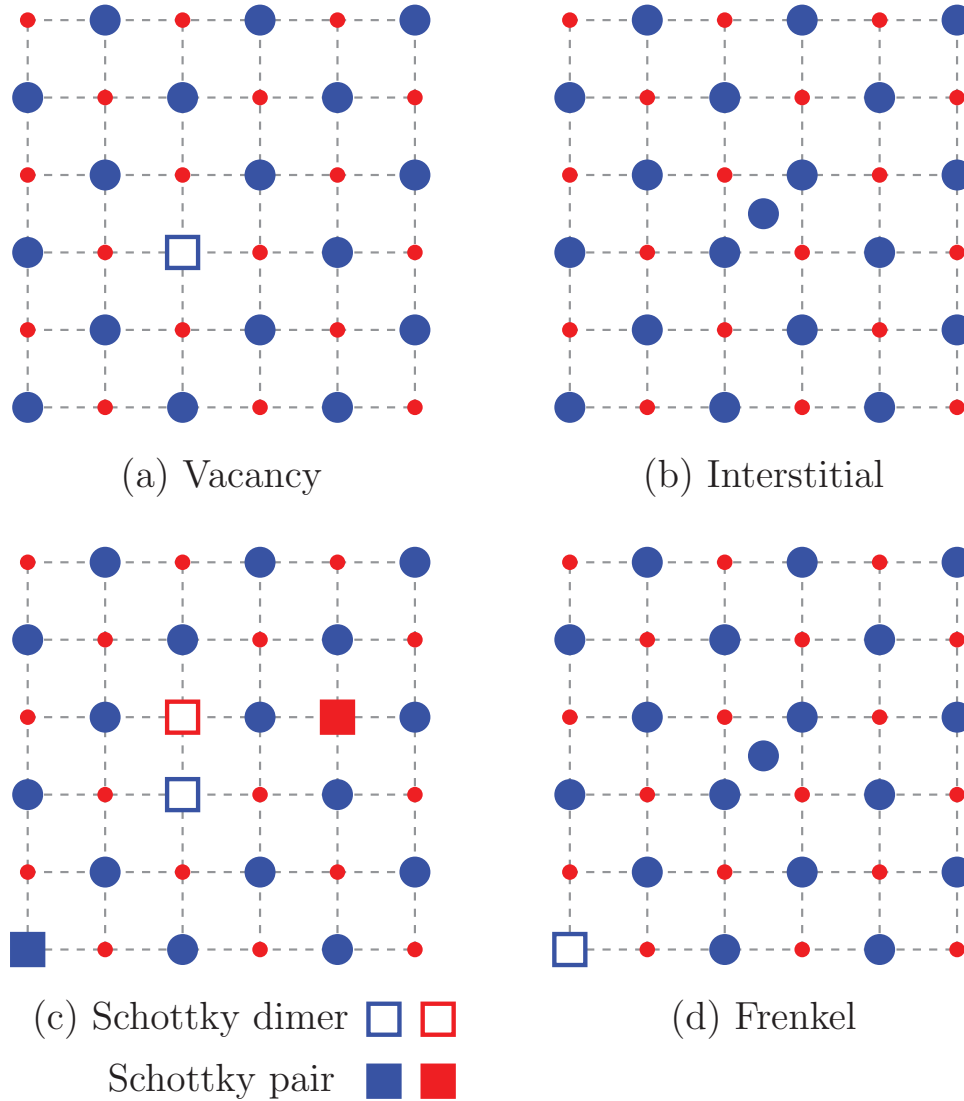 (a) Vacancy
(b) Interstitial
(c) Schottky dimer
Schottky pair
(d) Frenkel